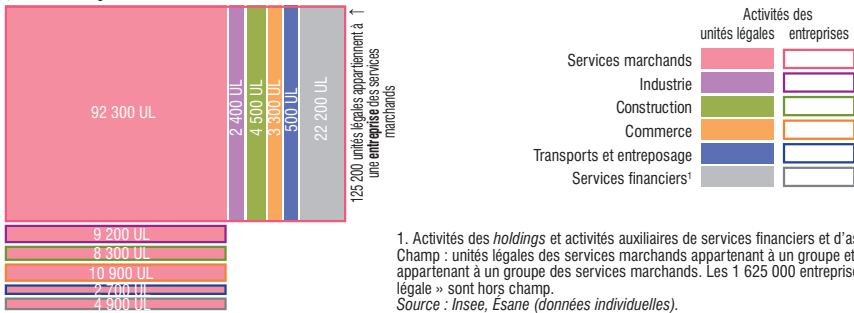 92 300 UL
2 400 UL
4 500 UL
3 300 UL
500 UL
22 200 UL
125 200 unités légales appartiennent à
une entreprise des services
marchands
9 200 UL
8 300 UL
10 900 UL
2 700 UL
4 900 UL
Activités des
unités légales entreprises
Services marchands
Industrie
Construction
Commerce
Transports et entreposage
Services financiers¹
1. Activités des holdings et activités auxiliaires de services financiers et d'as
Champ : unités légales des services marchands appartenant à un groupe et
appartenant à un groupe des services marchands. Les 1 625 000 entreprise
légale » sont hors champ.
Source : Insee, Ésane (données individuelles).